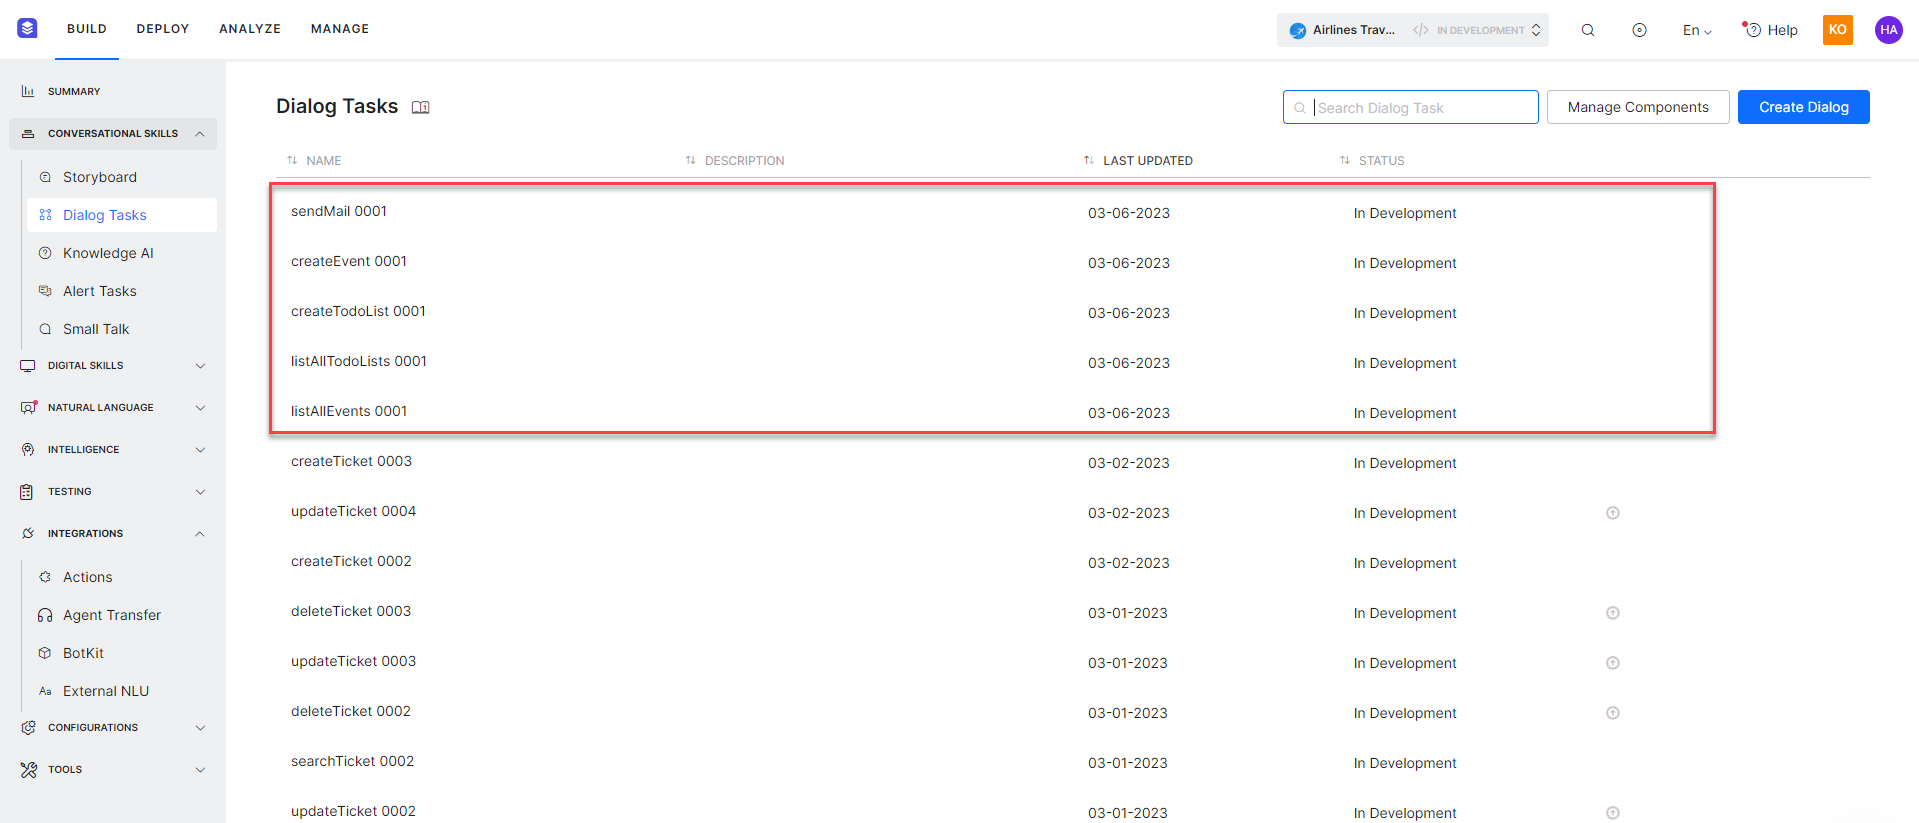 BUILD DEPLOY ANALYZE MANAGE Airlines Trav... </> IN DEVELOPMENT En Help KO HA
SUMMARY
CONVERSATIONAL SKILLS
Storyboard
Dialog Tasks
Knowledge AI
Alert Tasks
Small Talk
DIGITAL SKILLS
NATURAL LANGUAGE
INTELLIGENCE
TESTING
INTEGRATIONS
Actions
Agent Transfer
BotKit
Aa External NLU
CONFIGURATIONS
TOOLS
Dialog Tasks Search Dialog Task Manage Components Create Dialog
NAME DESCRIPTION LAST UPDATED STATUS
sendMail 0001 03-06-2023 In Development
createEvent 0001 03-06-2023 In Development
createTodoList 0001 03-06-2023 In Development
listAllTodoLists 0001 03-06-2023 In Development
listAllEvents 0001 03-06-2023 In Development
createTicket 0003 03-02-2023 In Development
updateTicket 0004 03-02-2023 In Development
createTicket 0002 03-02-2023 In Development
deleteTicket 0003 03-01-2023 In Development
updateTicket 0003 03-01-2023 In Development
deleteTicket 0002 03-01-2023 In Development
searchTicket 0002 03-01-2023 In Development
updateTicket 0002 03-01-2023 In Development